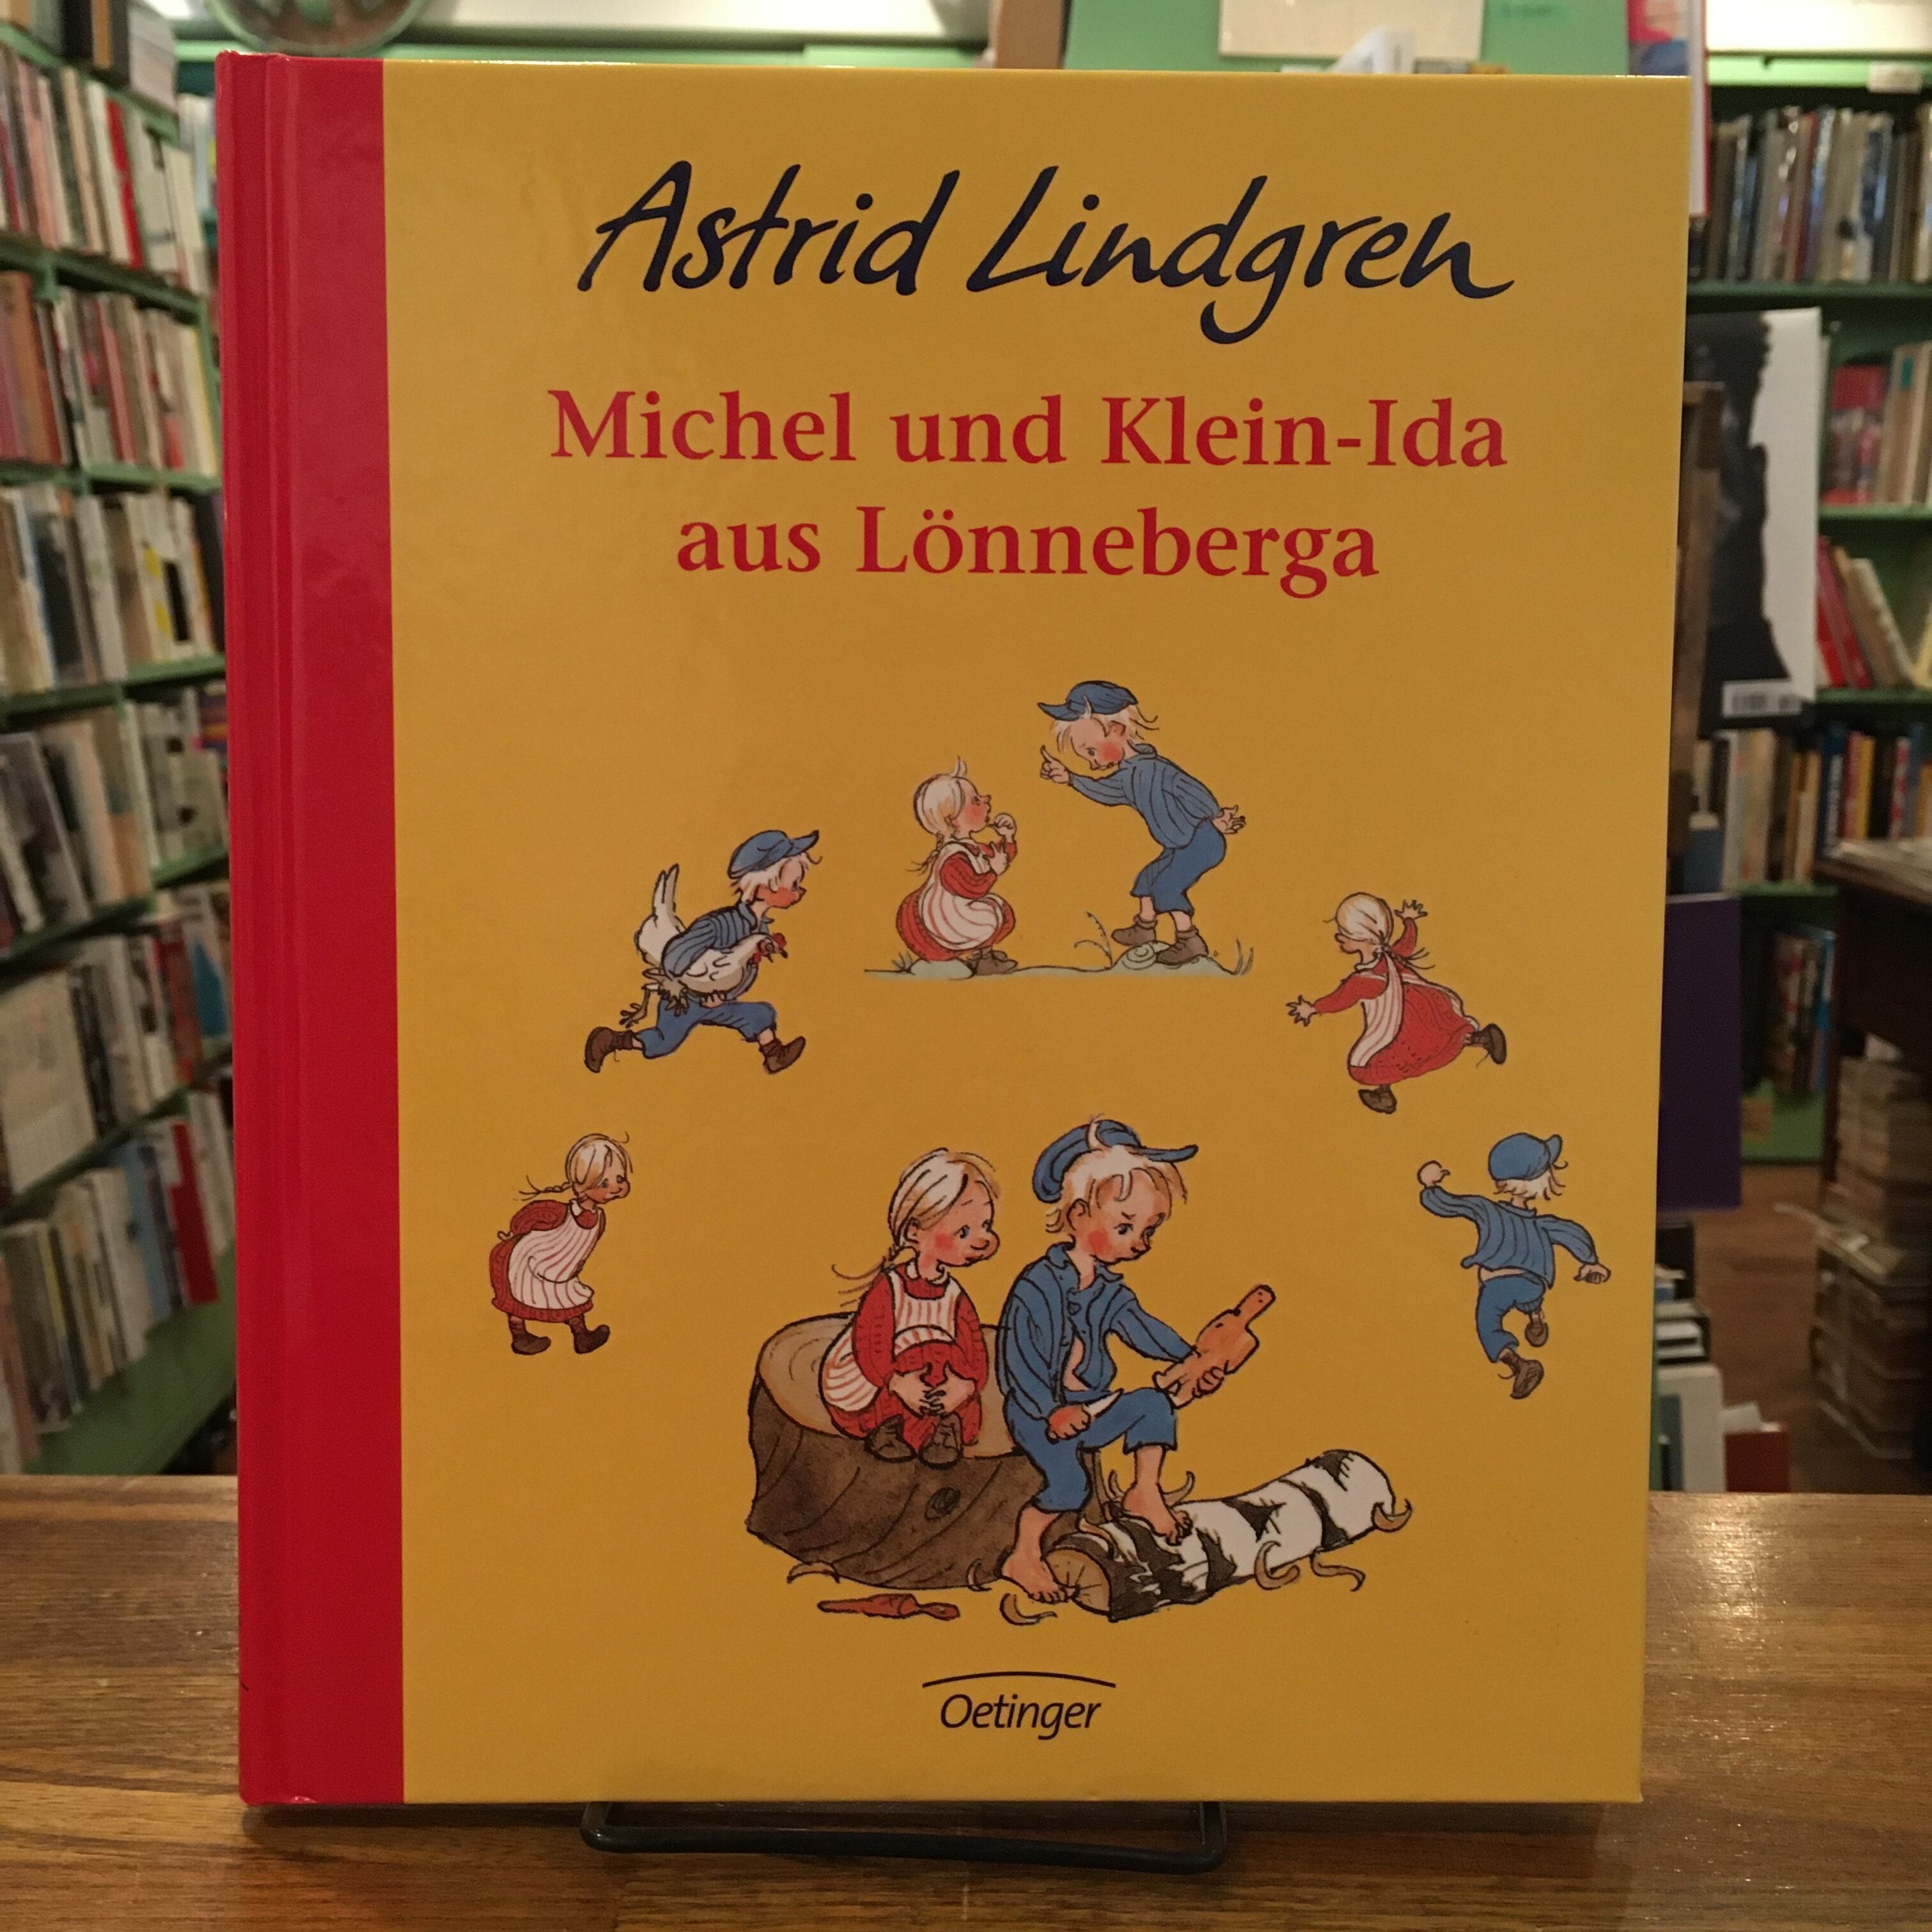 Astrid Lindgren
Michel und Klein-Ida
aus Lönneberga
Oetinger